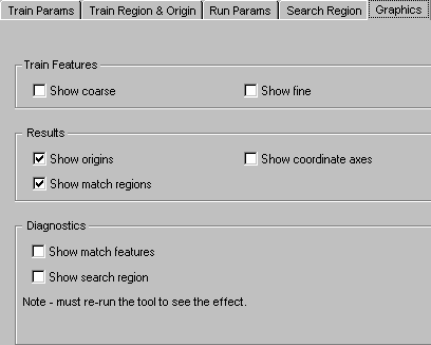 Train Params Train Region & Origin Run Params Search Region Graphics
Train Features
Show coarse Show fine
Results
Show origins Show coordinate axes
Show match regions
Diagnostics
Show match features
Show search region
Note - must re-run the tool to see the effect.